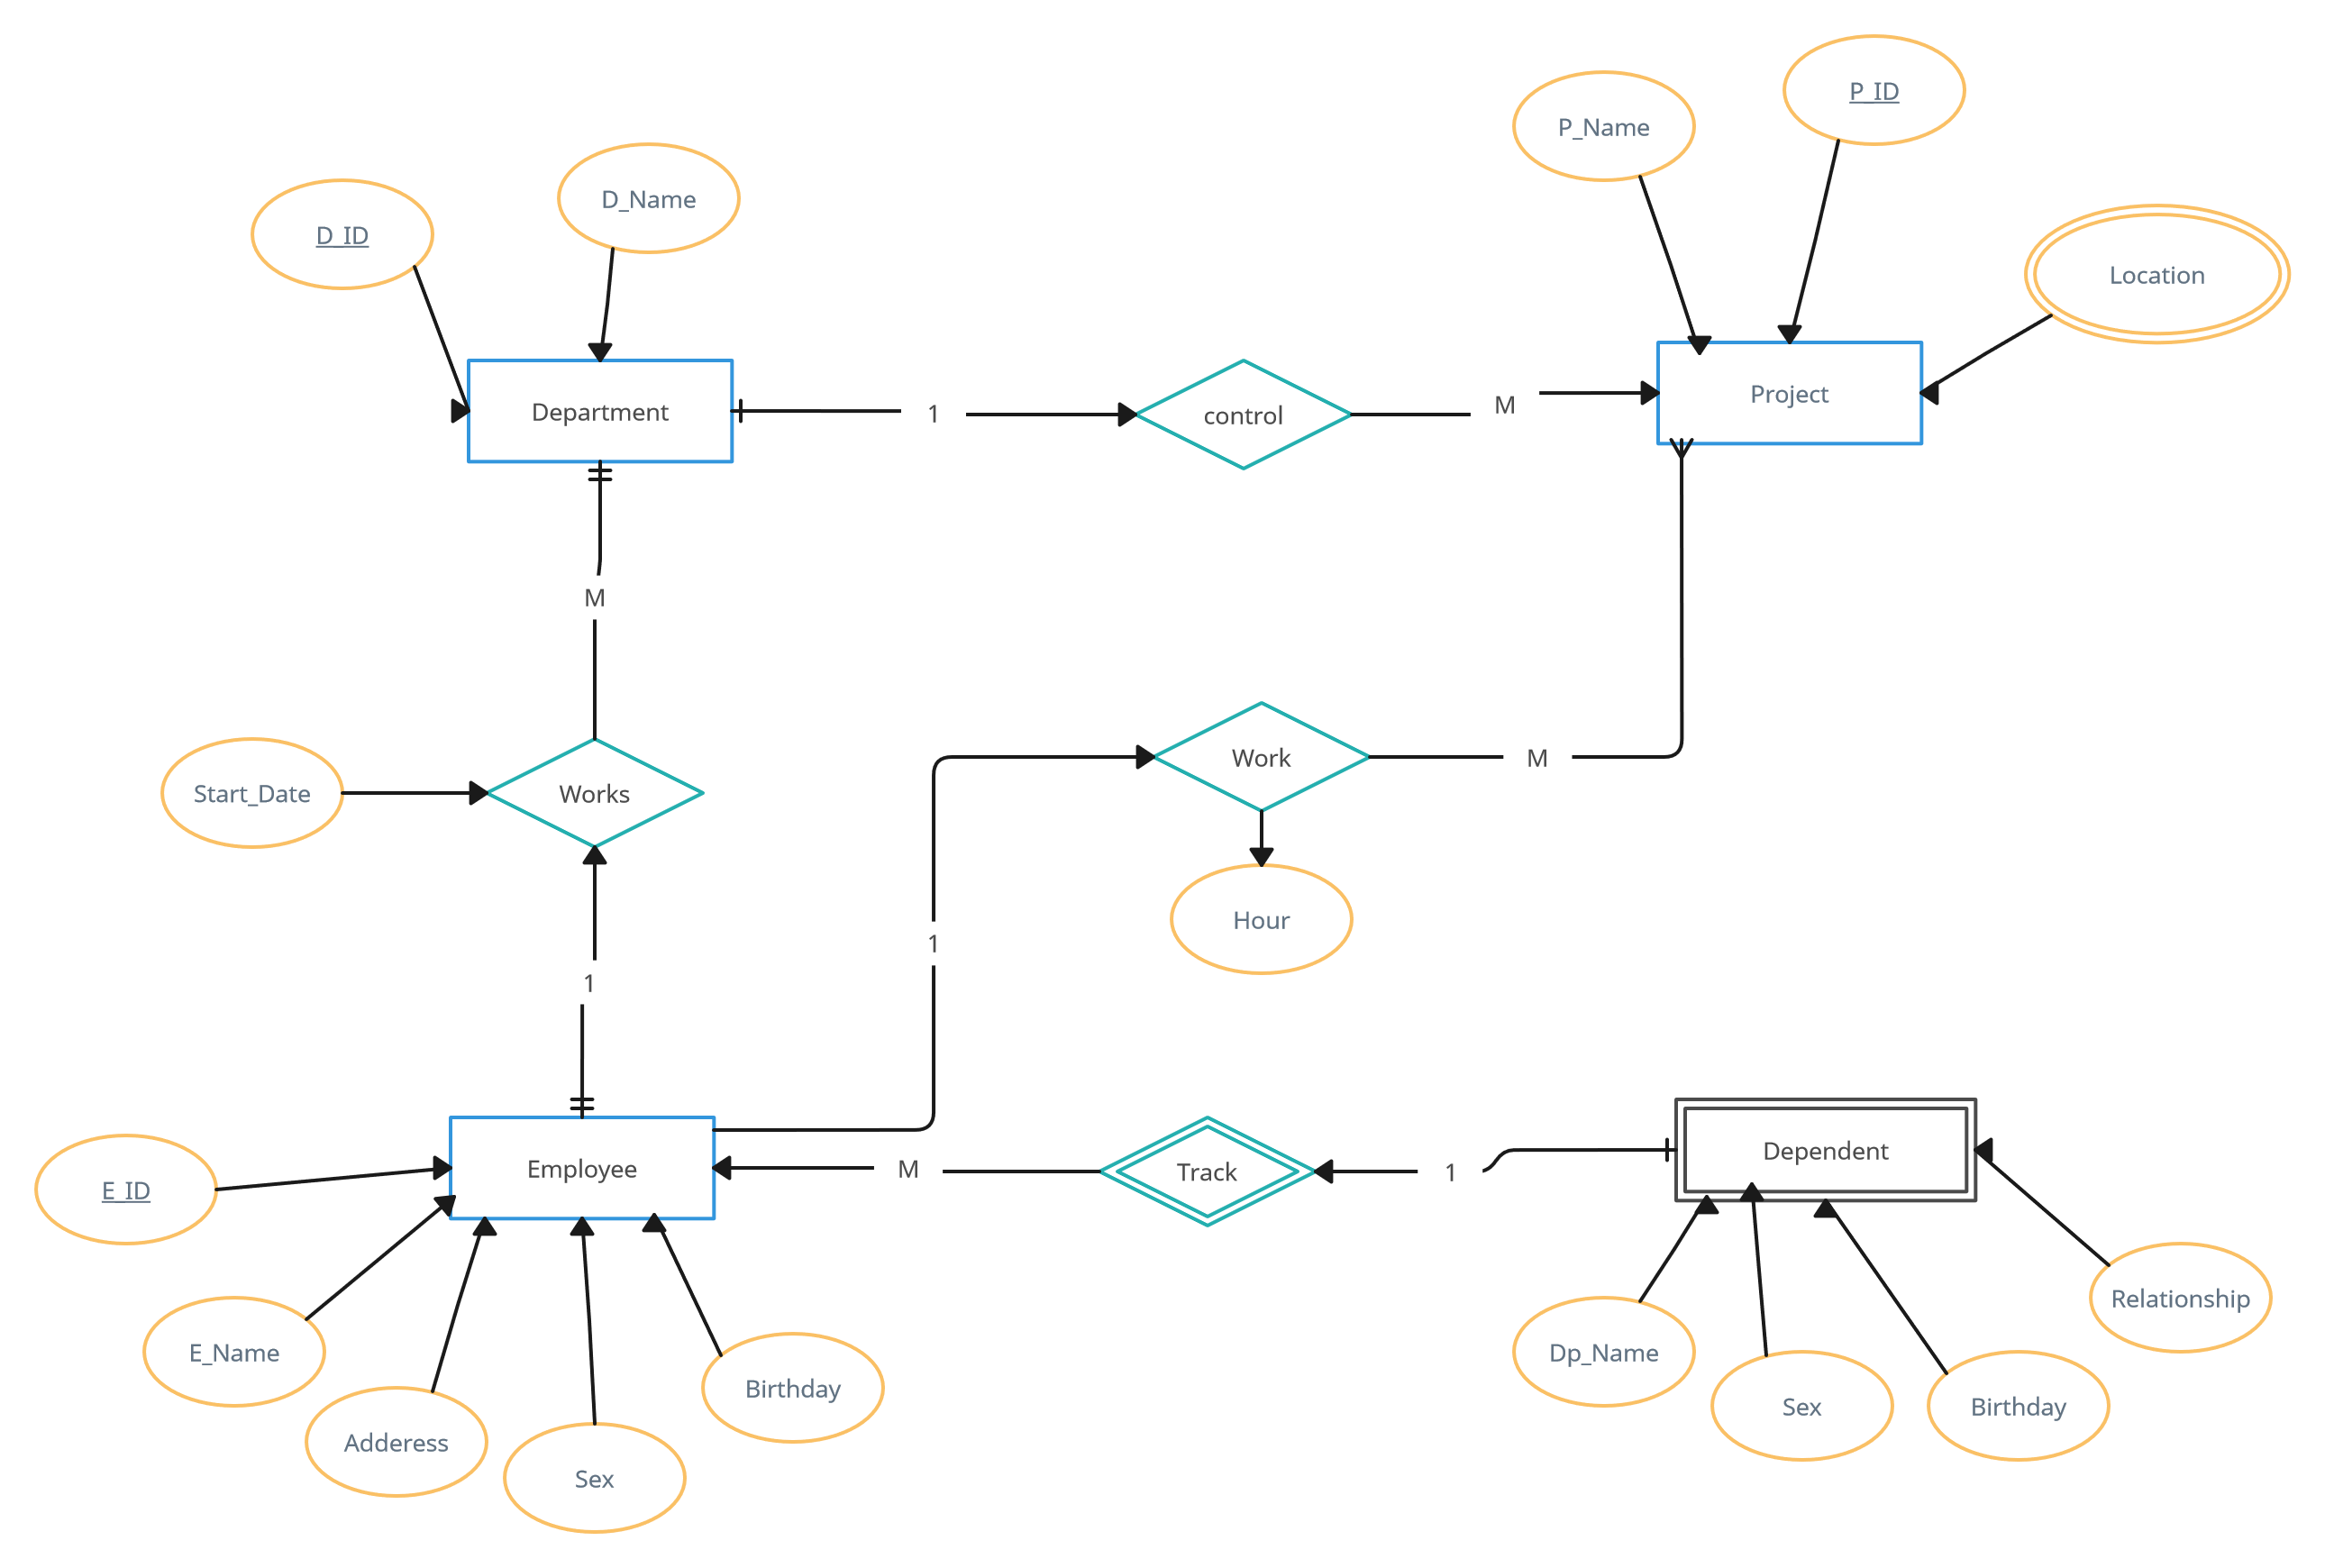 P_ID
P_Name
D_Name
D_ID
Location
Department
1
control
M
Project
M
Start_Date
Works
Work
M
Hour
1
1
E_ID
Employee
M
Track
1
Dependent
E_Name
Adderess
Sex
Birthday
Dp_Name
Sex
Birthday
Relationship